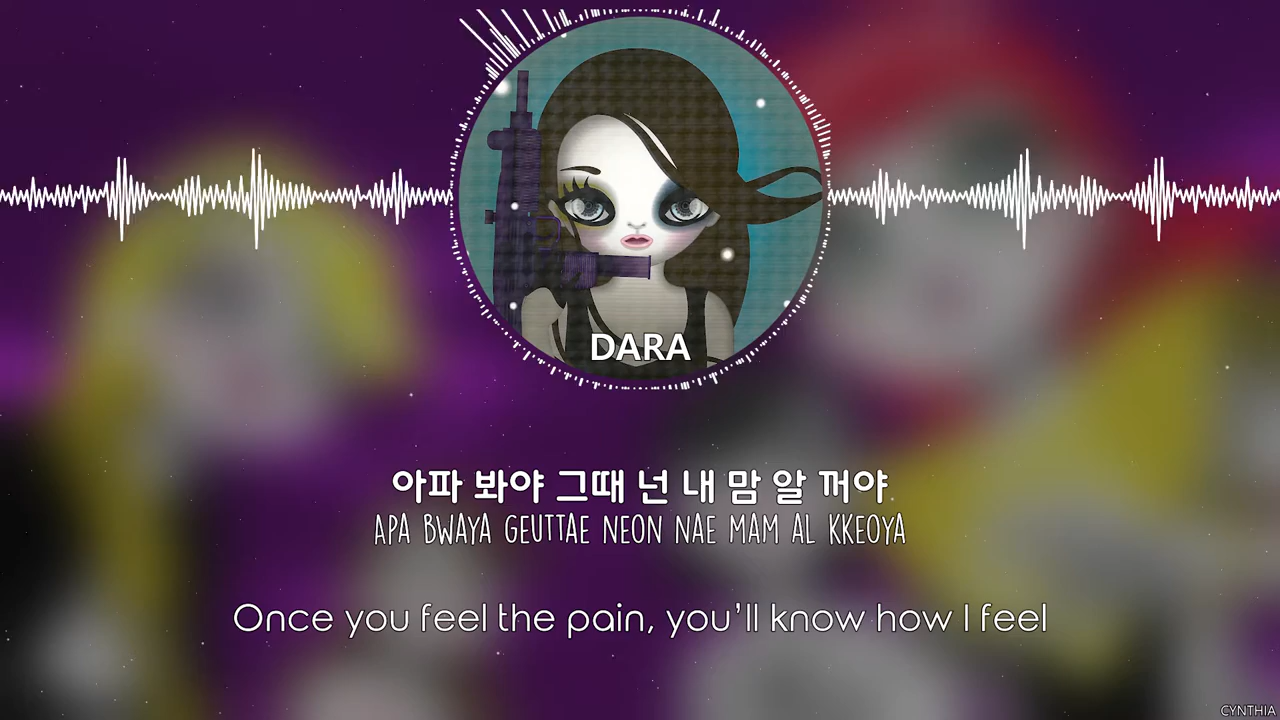 DARA
아파 봐야 그때 넌 내 맘 알 꺼야
APA BWAYA GEUTTAE NEON NAE MAM AL KKEOYA
Once you feel the pain, you'll know how I feel
CYNTHIA